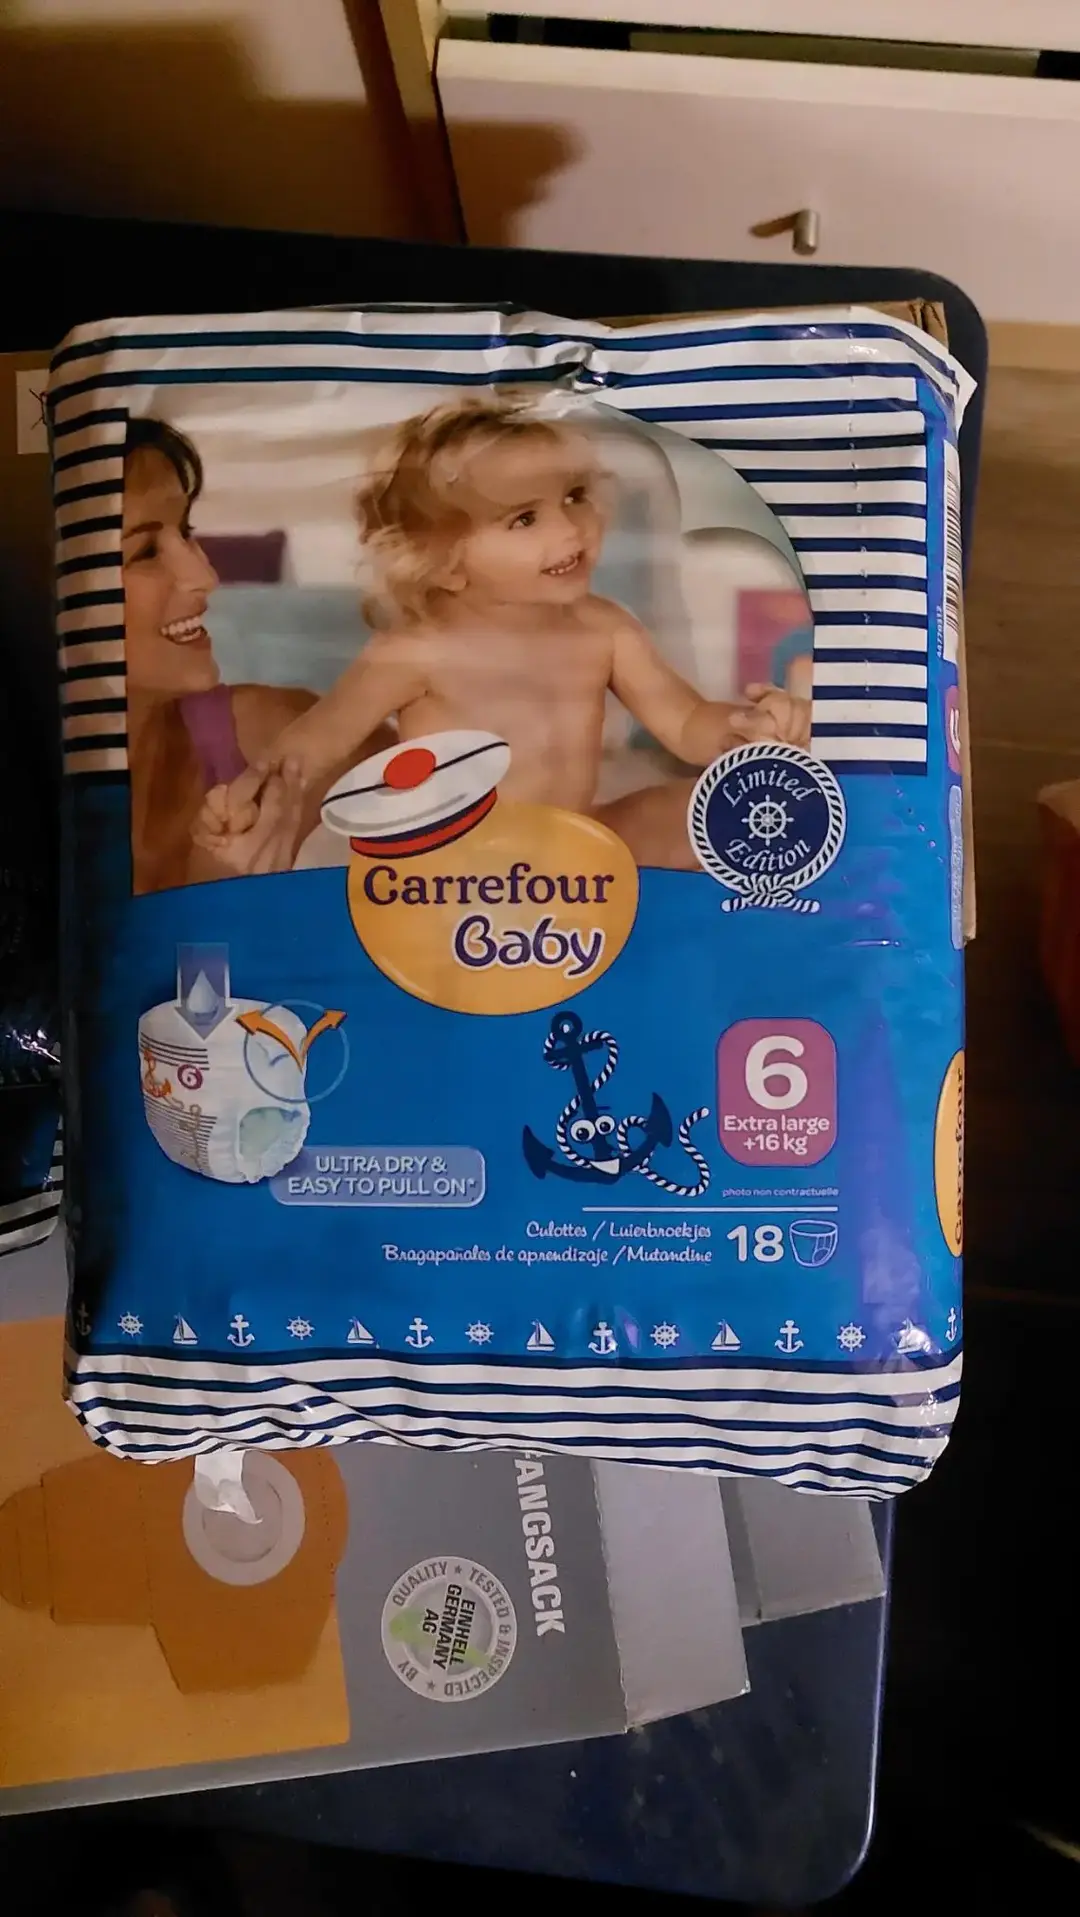 Limited
Edition
Carrefour
Baby
6
6
Extra large
+16 kg
ULTRA DRY &
EASY TO PULL ON*
photo non contractuelle
Culottes / Luierbroekjes
Bragapañales de aprendizaje / Mutandine
18
Carrefour
FANGSACK
QUALITY ★ TESTED & INSPECTED ★ BY
EINHELL
GERMANY
AG